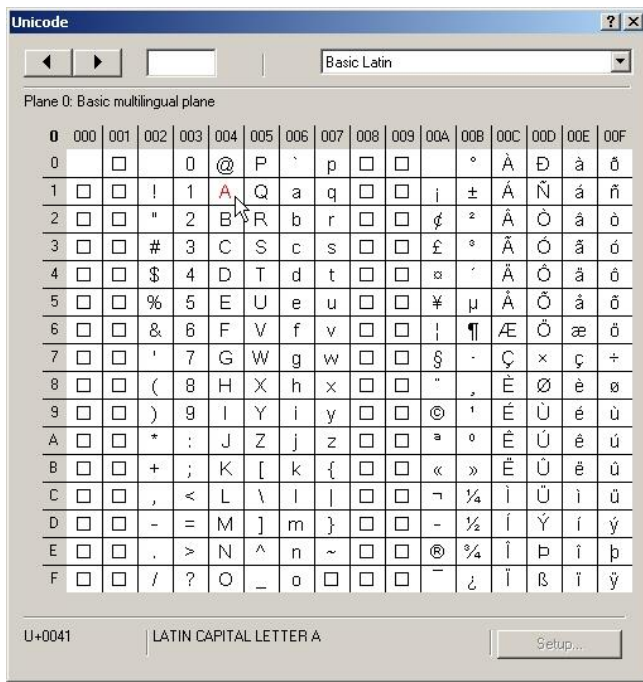 Unicode
Basic Latin
Plane 0: Basic multilingual plane
0 000 001 002 003 004 005 006 007 008 009 00A 00B 00C 00D 00E 00F
0 0 @ P ` p ° À Ð à ð
1 ! 1 A Q a q ¡ ± Á Ñ á ñ
2 " 2 B R b r ¢ ² Â Ò â ò
3 # 3 C S c s £ ³ Ã Ó ã ó
4 $ 4 D T d t ¤ ´ Ä Ô ä ô
5 % 5 E U e u ¥ µ Å Õ å õ
6 & 6 F V f v ¦ ¶ Æ Ö æ ö
7 ' 7 G W g w § · Ç × ç ÷
8 ( 8 H X h x ¨ ¸ È Ø è ø
9 ) 9 I Y i y © ¹ É Ù é ù
A * : J Z j z ª º Ê Ú ê ú
B + ; K [ k { « » Ë Û ë û
C , < L \ l | ¬ ¼ Ì Ü ì ü
D - = M ] m } - ½ Í Ý í ý
E . > N ^ n ~ ® ¾ Î Þ î þ
F / ? O _ o ¯ ¿ Ï ß ï ÿ
U+0041
LATIN CAPITAL LETTER A
Setup...